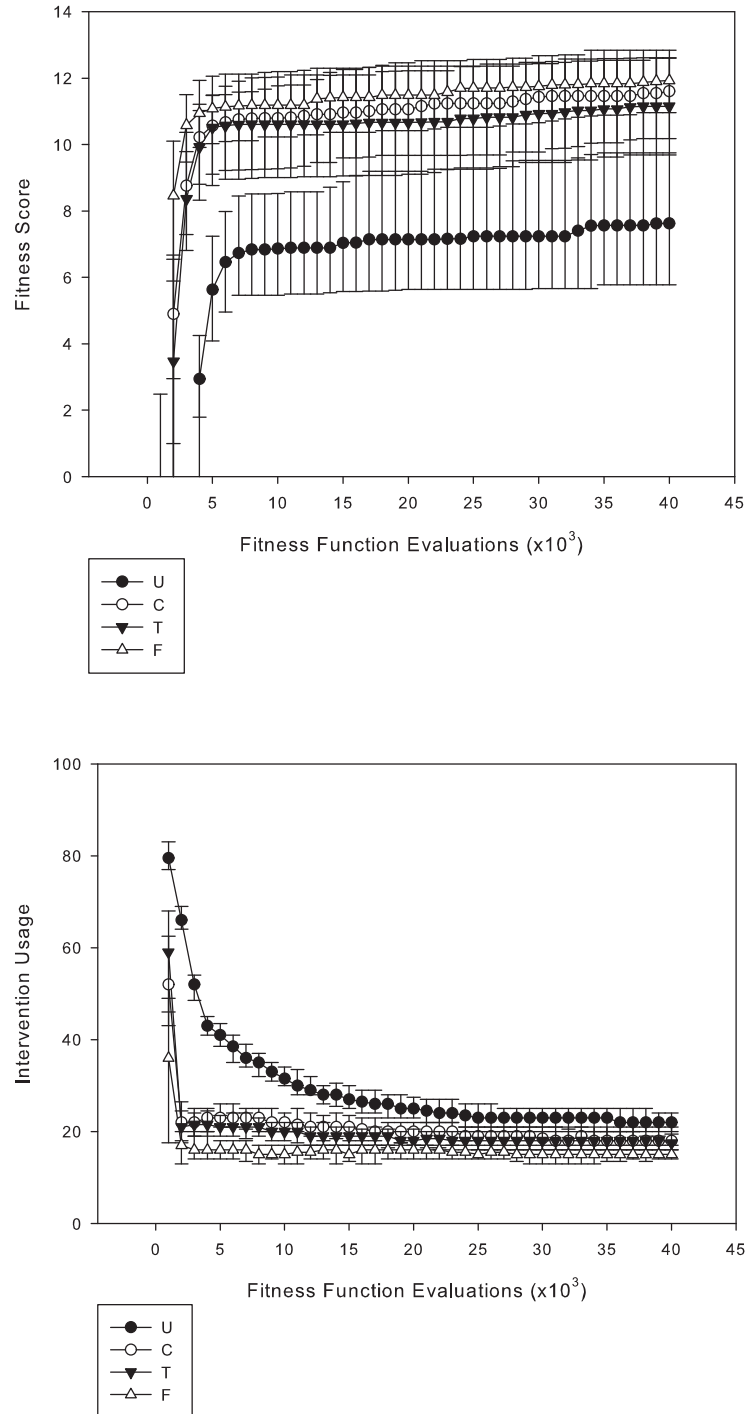 14
12
10
8
6
4
2
0
Fitness Score
0 5 10 15 20 25 30 35 40 45
Fitness Function Evaluations (x10³)
U
C
T
F
100
80
60
40
20
0
Intervention Usage
0 5 10 15 20 25 30 35 40 45
Fitness Function Evaluations (x10³)
U
C
T
F